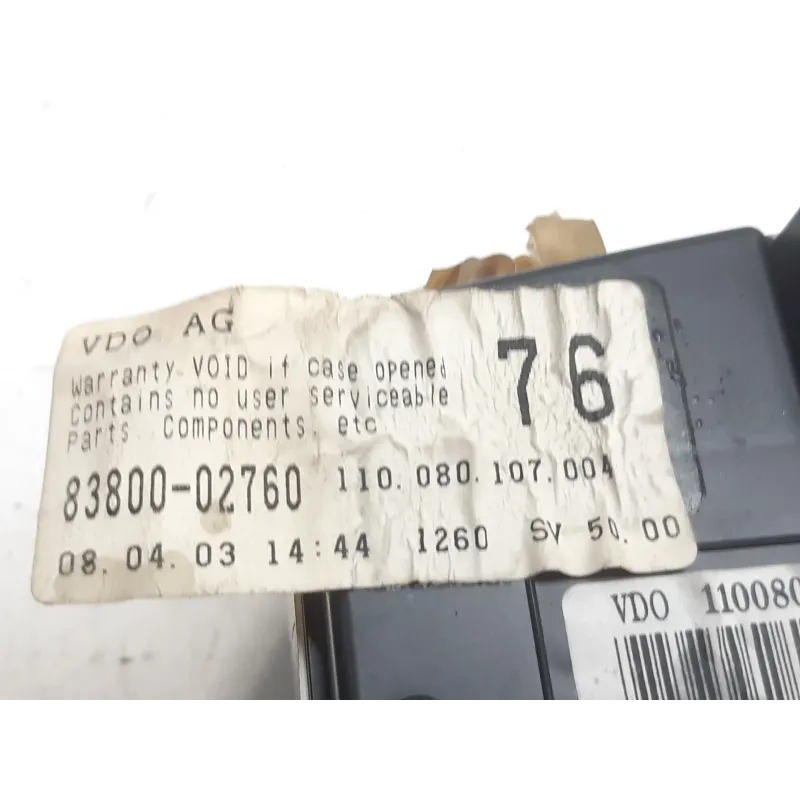 VDO AG
Warranty VOID if case opened
Contains no user serviceable
Parts. Components. etc
76
83800-02760 110.080.107.004
08.04.03 14:44 1260 SV 50.00
VDO 110080